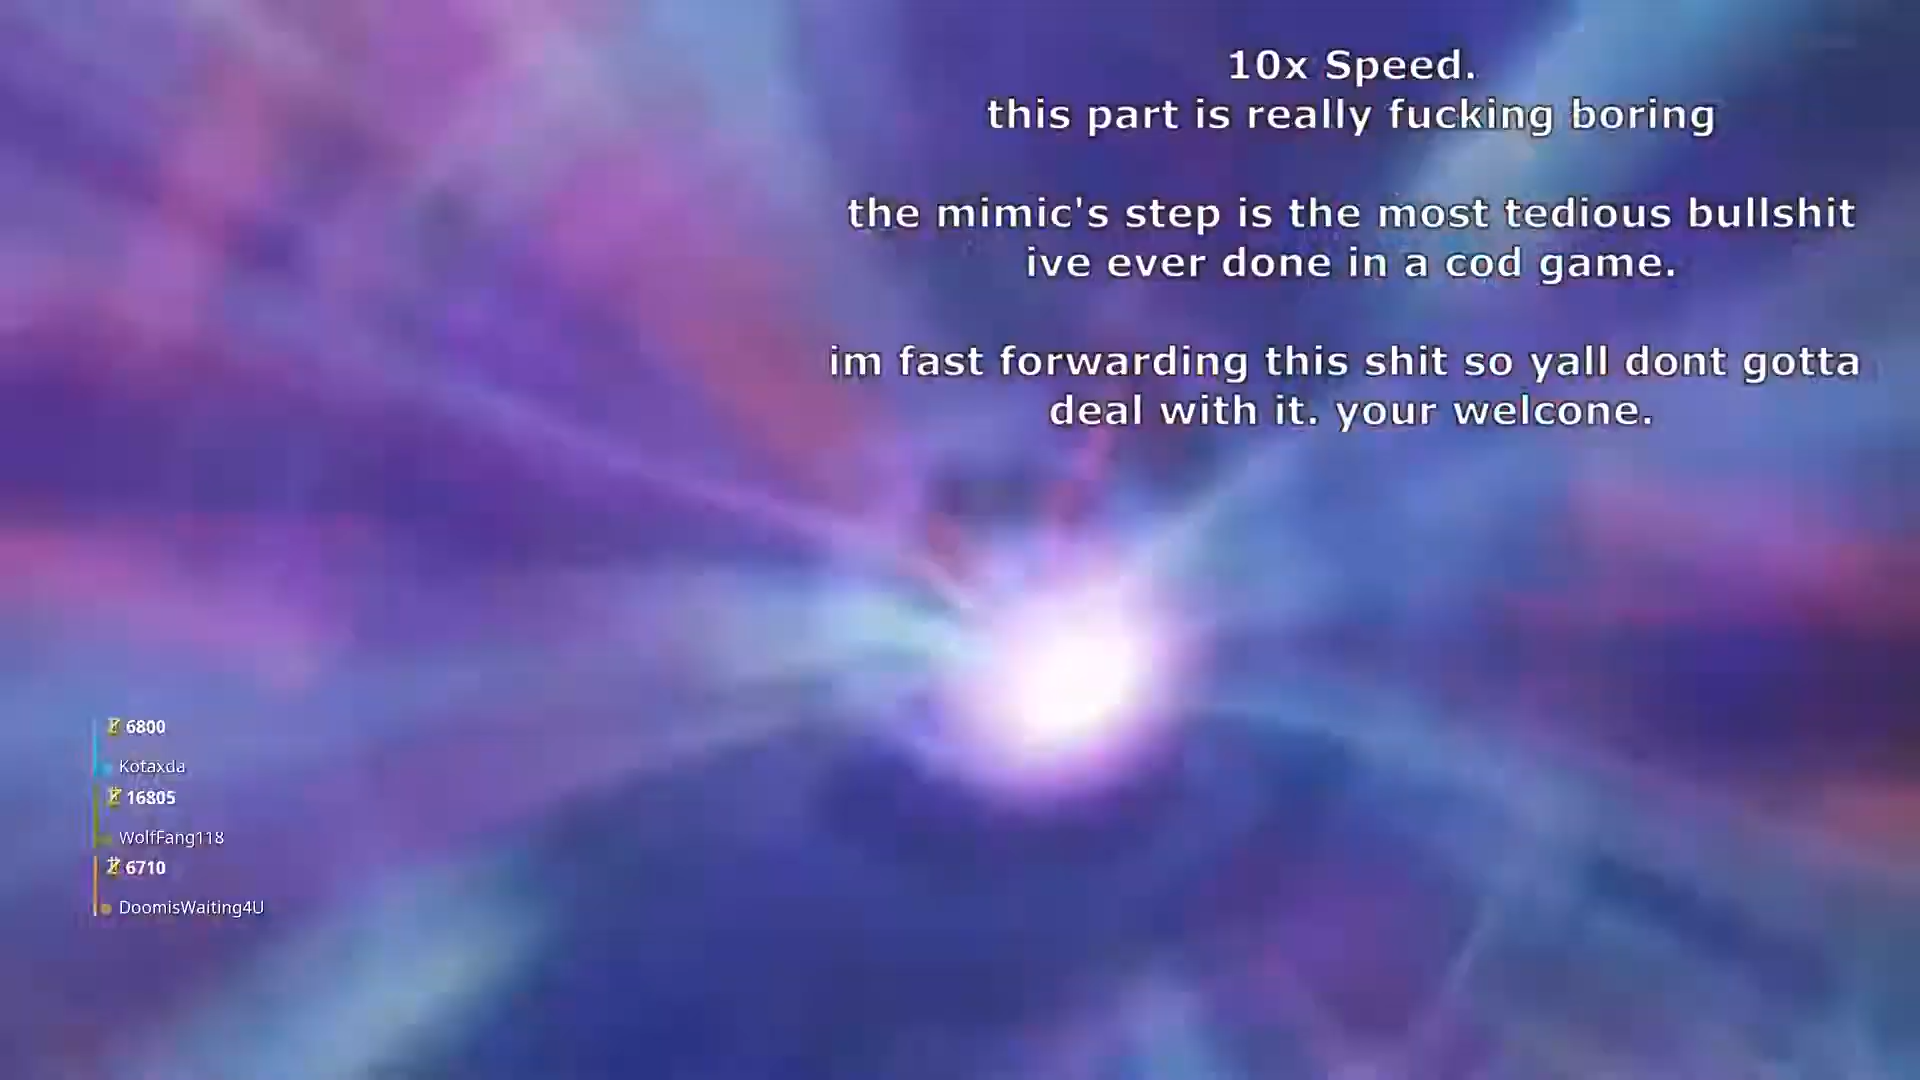 10x Speed.
this part is really fucking boring
the mimic's step is the most tedious bullshit
ive ever done in a cod game.
im fast forwarding this shit so yall dont gotta
deal with it. your welcone.
6800
Kotaxda
16805
WolfFang118
6710
DoomisWaiting4U